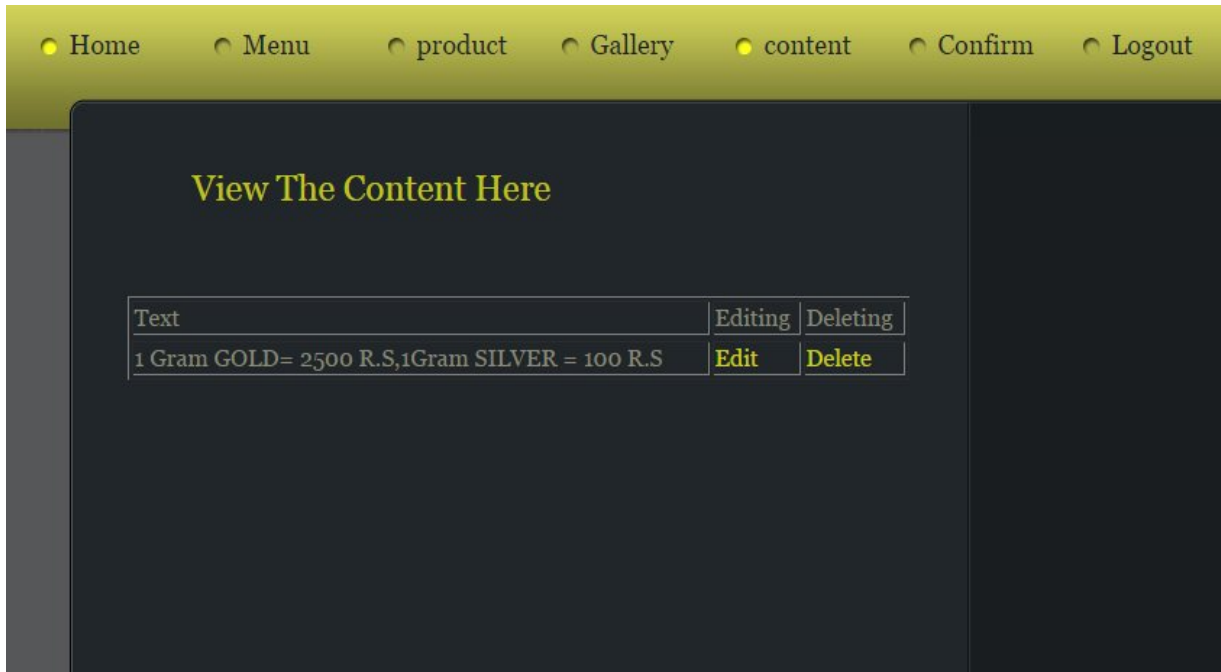 Home Menu product Gallery content Confirm Logout
View The Content Here
Text Editing Deleting
1 Gram GOLD= 2500 R.S,1Gram SILVER = 100 R.S Edit Delete